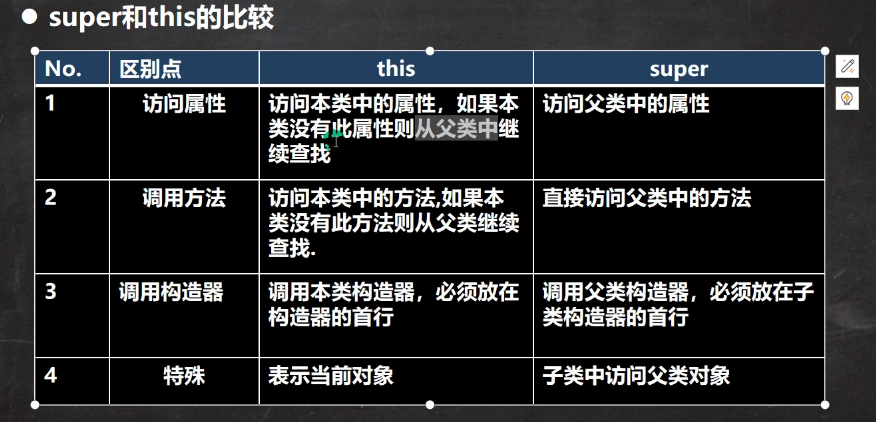 super和this的比较
No. 区别点 this super
1 访问属性 访问本类中的属性，如果本类没有此属性则从父类中继续查找 访问父类中的属性
2 调用方法 访问本类中的方法,如果本类没有此方法则从父类继续查找. 直接访问父类中的方法
3 调用构造器 调用本类构造器，必须放在构造器的首行 调用父类构造器，必须放在子类构造器的首行
4 特殊 表示当前对象 子类中访问父类对象